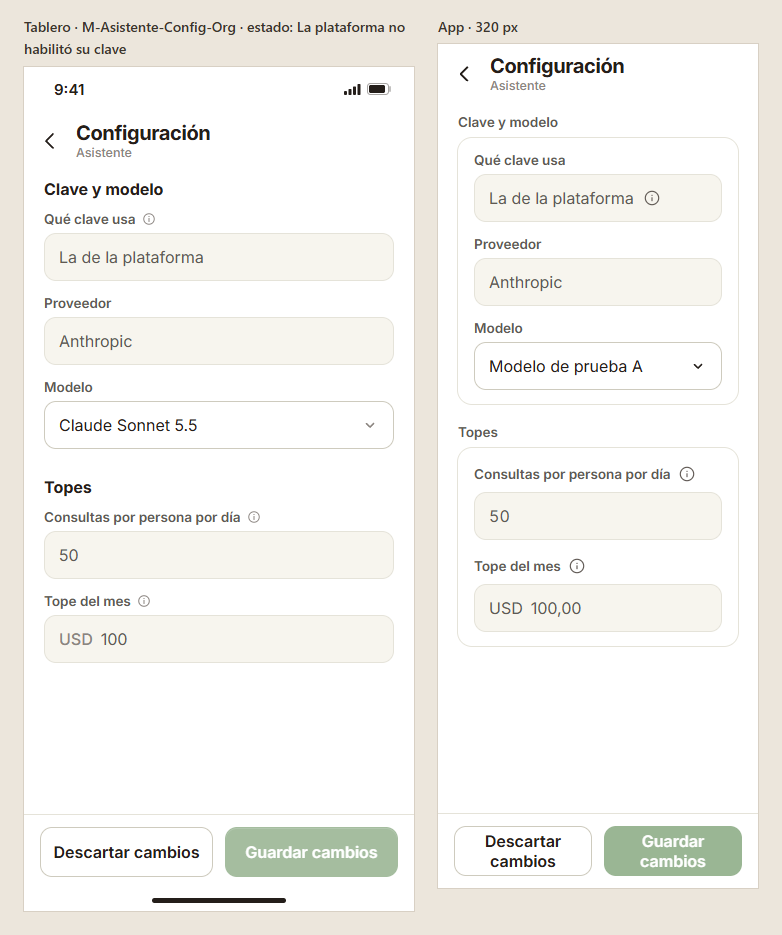 Tablero · M-Asistente-Config-Org · estado: La plataforma no
habilitó su clave
9:41
Configuración
Asistente
Clave y modelo
Qué clave usa
La de la plataforma
Proveedor
Anthropic
Modelo
Claude Sonnet 5.5
Topes
Consultas por persona por día
50
Tope del mes
USD 100
Descartar cambios
Guardar cambios
App · 320 px
Configuración
Asistente
Clave y modelo
Qué clave usa
La de la plataforma
Proveedor
Anthropic
Modelo
Modelo de prueba A
Topes
Consultas por persona por día
50
Tope del mes
USD 100,00
Descartar
cambios
Guardar
cambios